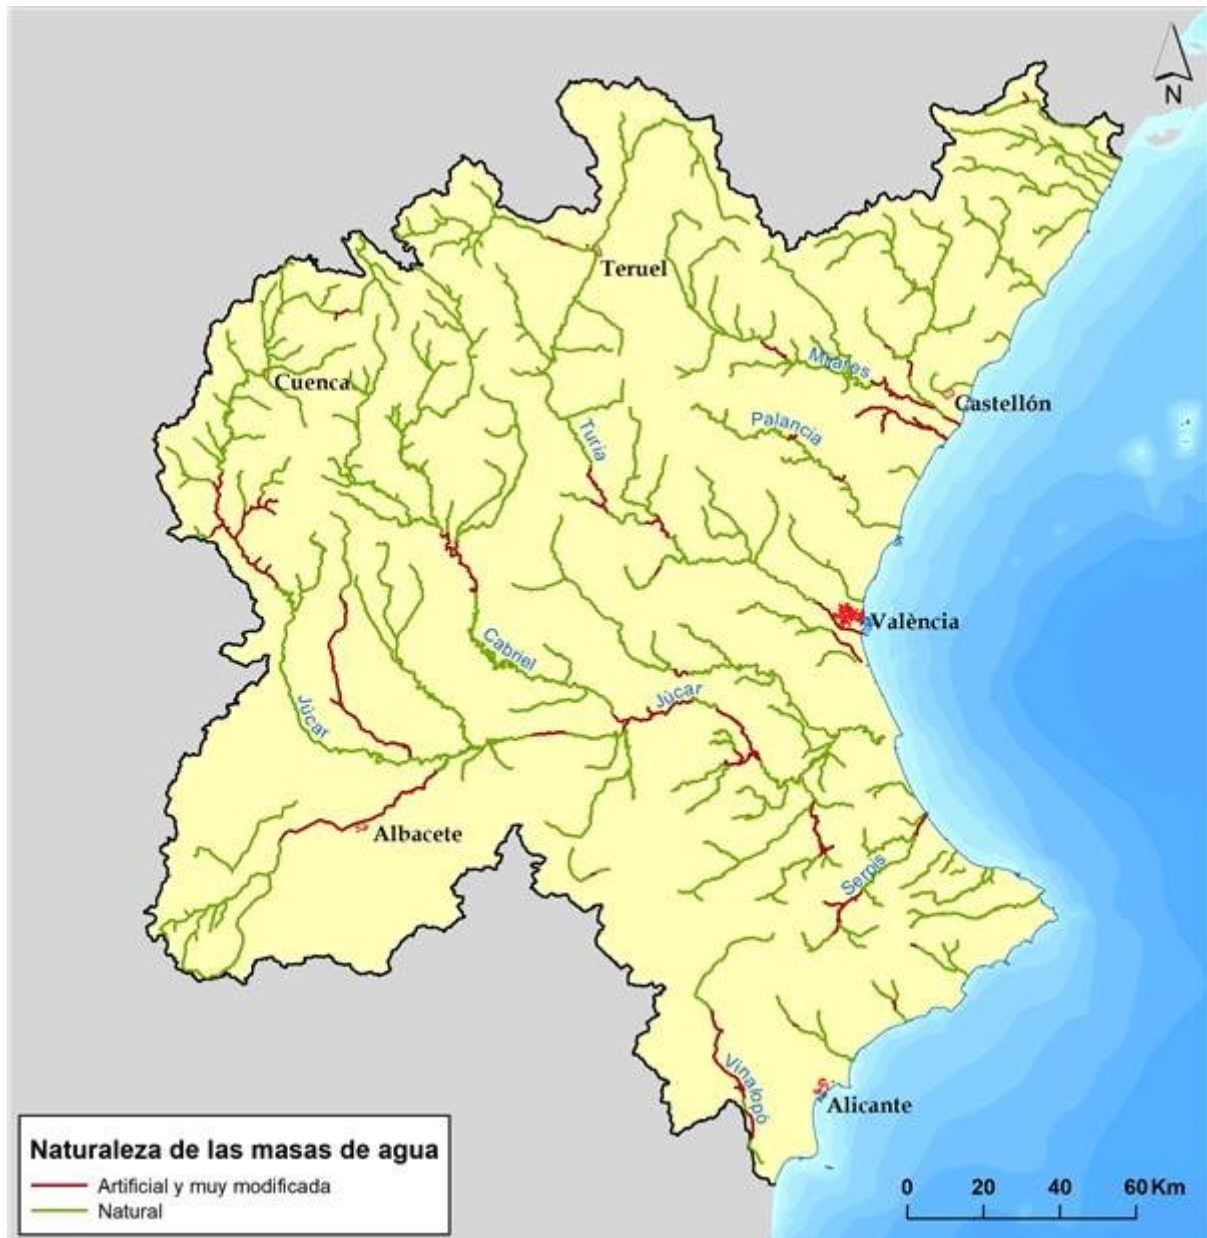 N
Teruel
Mijares
Cuenca
Castellón
Palancia
Turia
València
Cabriel
Júcar
Júcar
Albacete
Serpis
Vinalopó
Alicante
Naturaleza de las masas de agua
Artificial y muy modificada
Natural
0 20 40 60 Km